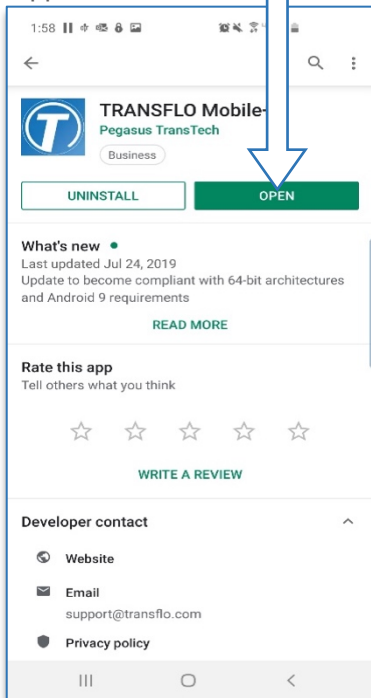 1:58
TRANSFLO Mobile-
Pegasus TransTech
Business
UNINSTALL
OPEN
What's new
Last updated Jul 24, 2019
Update to become compliant with 64-bit architectures
and Android 9 requirements
READ MORE
Rate this app
Tell others what you think
WRITE A REVIEW
Developer contact
Website
Email
support@transflo.com
Privacy policy